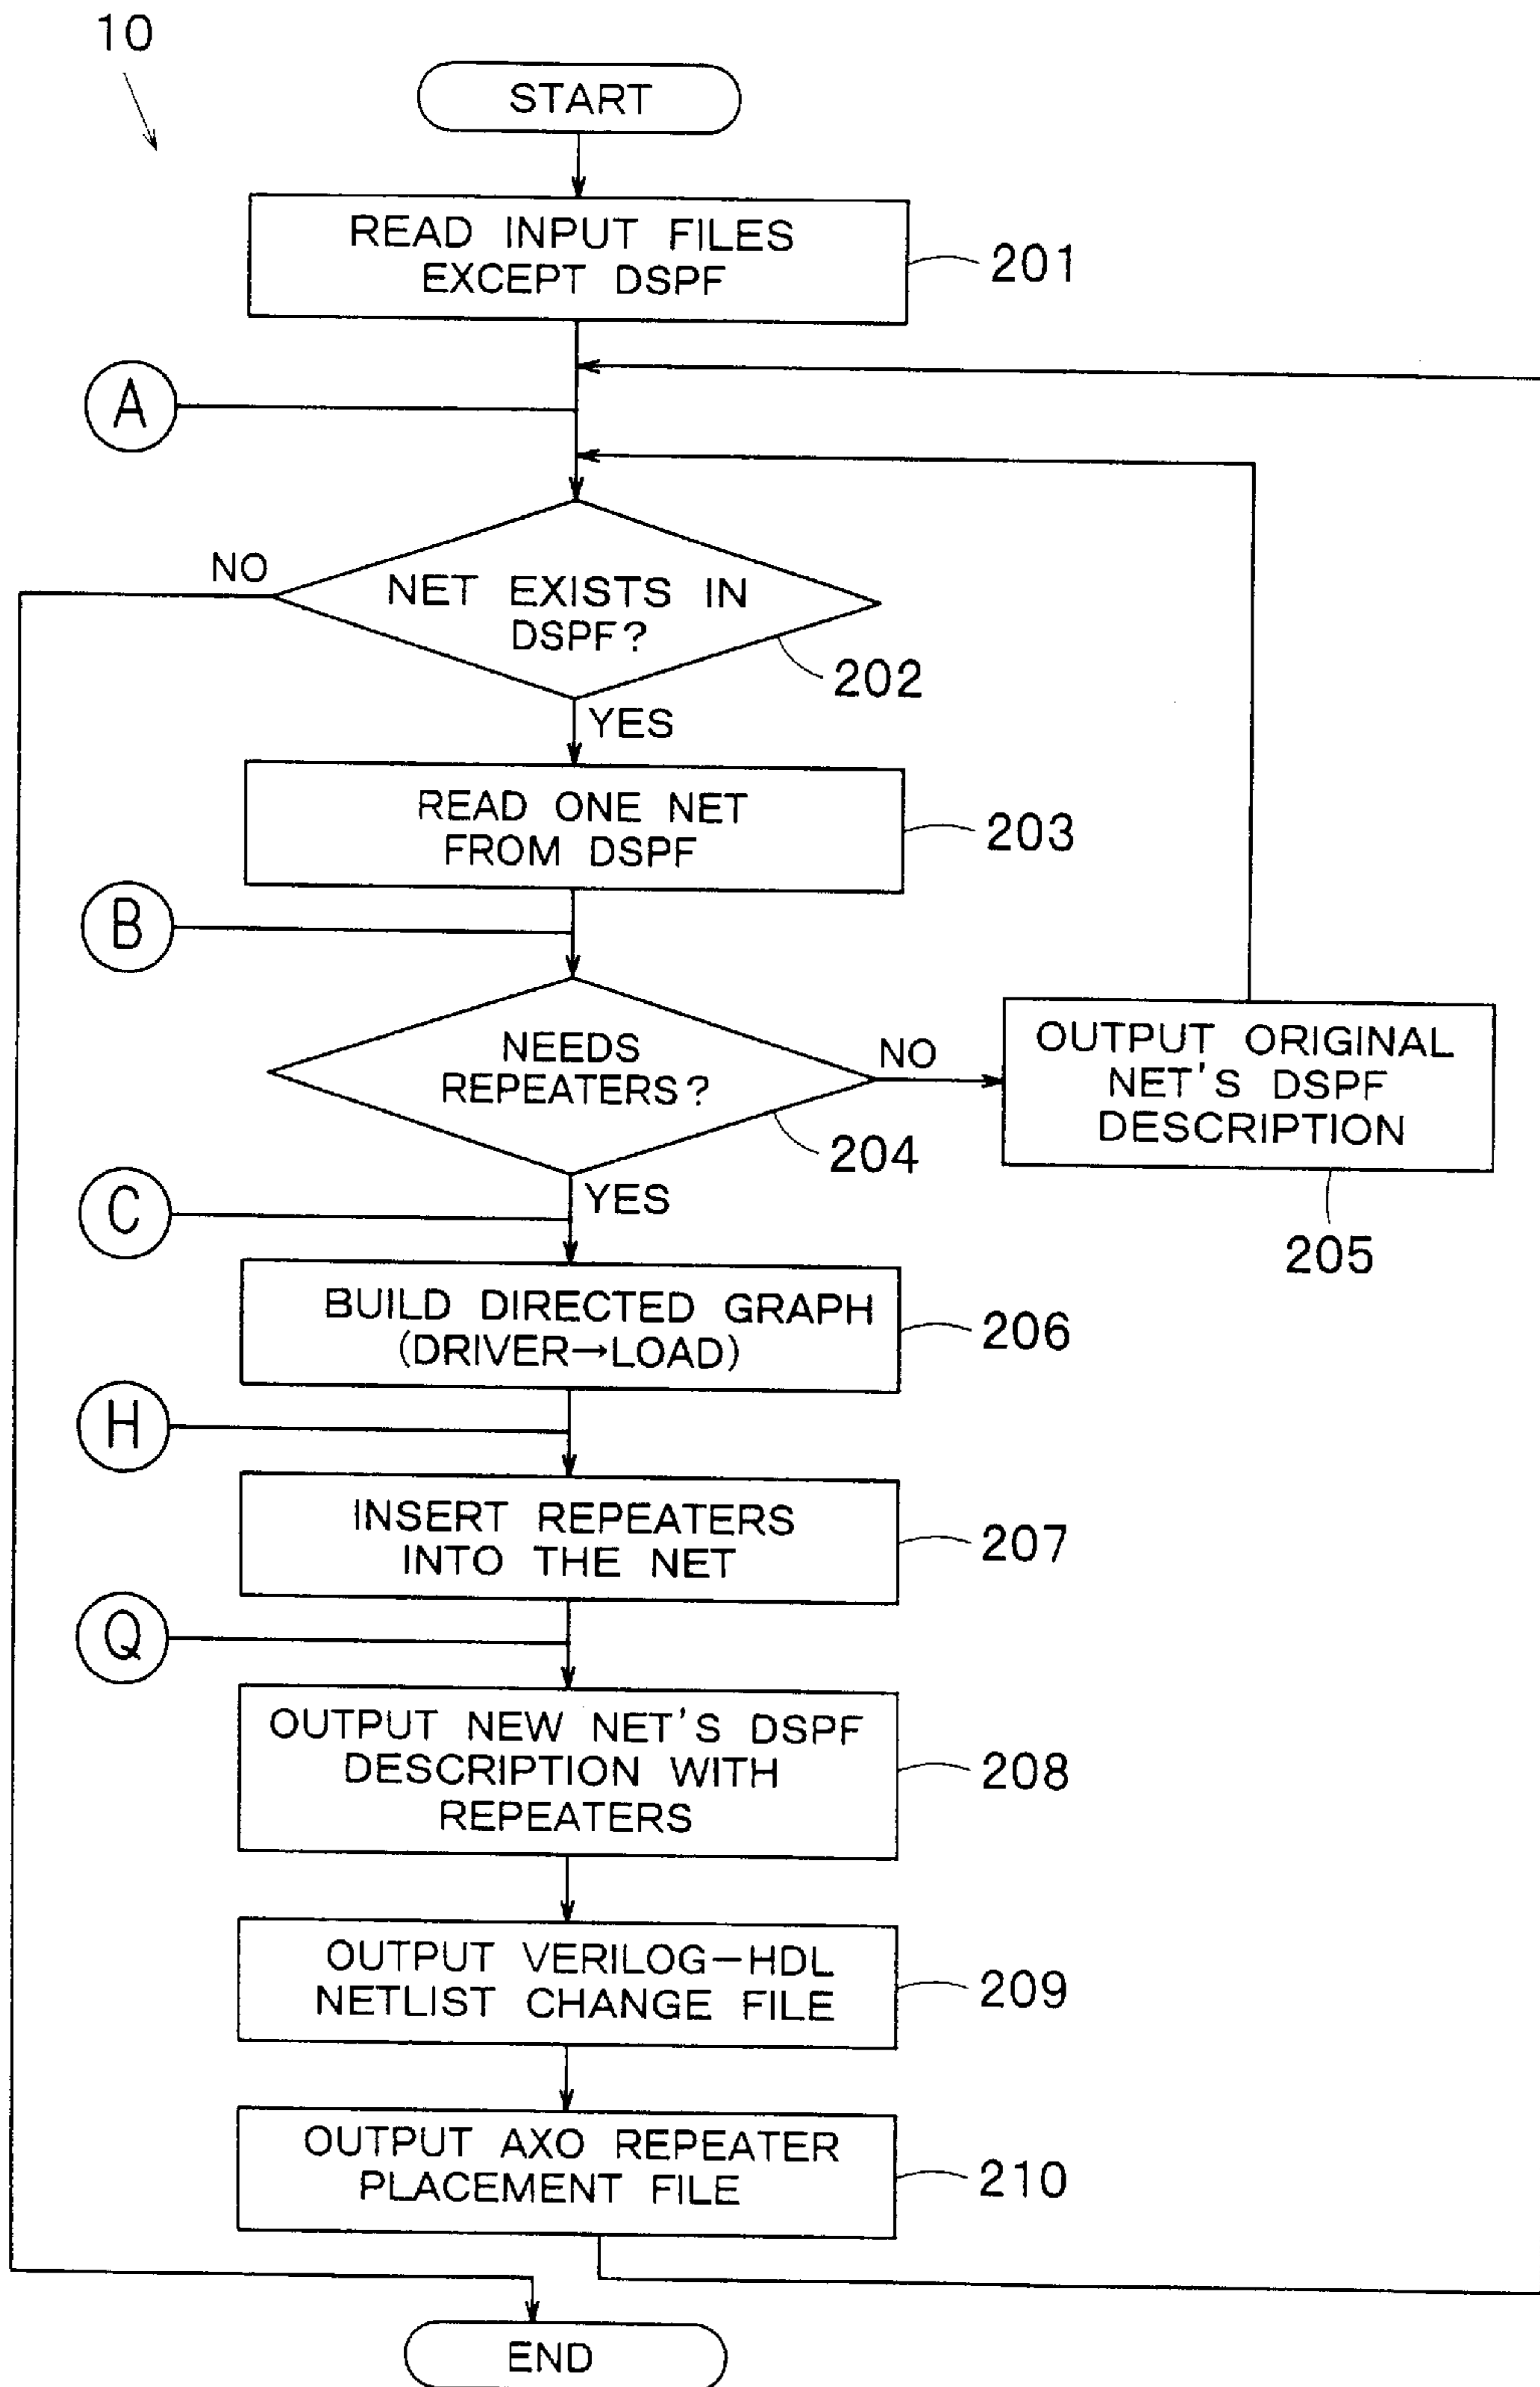 10
START
READ INPUT FILES
EXCEPT DSPF
201
A
NO
NET EXISTS IN
DSPF?
202
YES
READ ONE NET
FROM DSPF
203
B
NEEDS
REPEATERS?
NO
204
OUTPUT ORIGINAL
NET'S DSPF
DESCRIPTION
205
C
YES
BUILD DIRECTED GRAPH
(DRIVER→LOAD)
206
H
INSERT REPEATERS
INTO THE NET
207
Q
OUTPUT NEW NET'S DSPF
DESCRIPTION WITH
REPEATERS
208
OUTPUT VERILOG-HDL
NETLIST CHANGE FILE
209
OUTPUT AXO REPEATER
PLACEMENT FILE
210
END